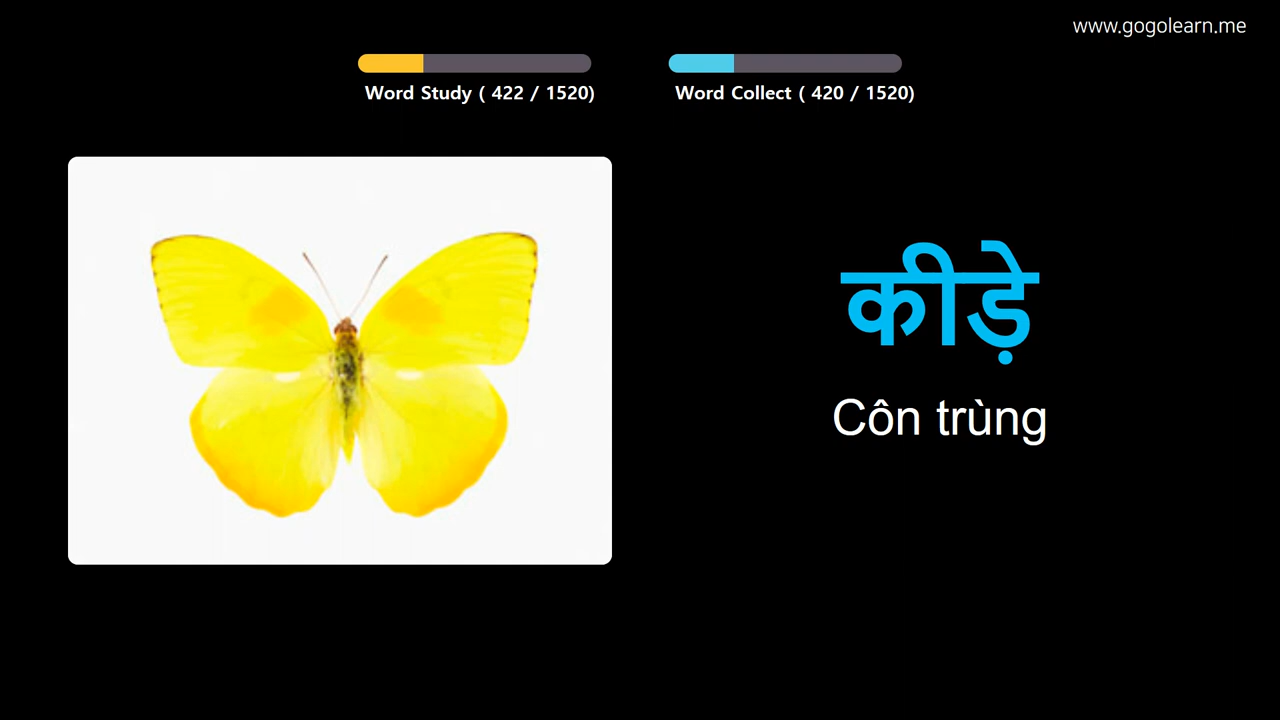 www.gogolearn.me
Word Study ( 422 / 1520)
Word Collect ( 420 / 1520)
कीड़े
Côn trùng